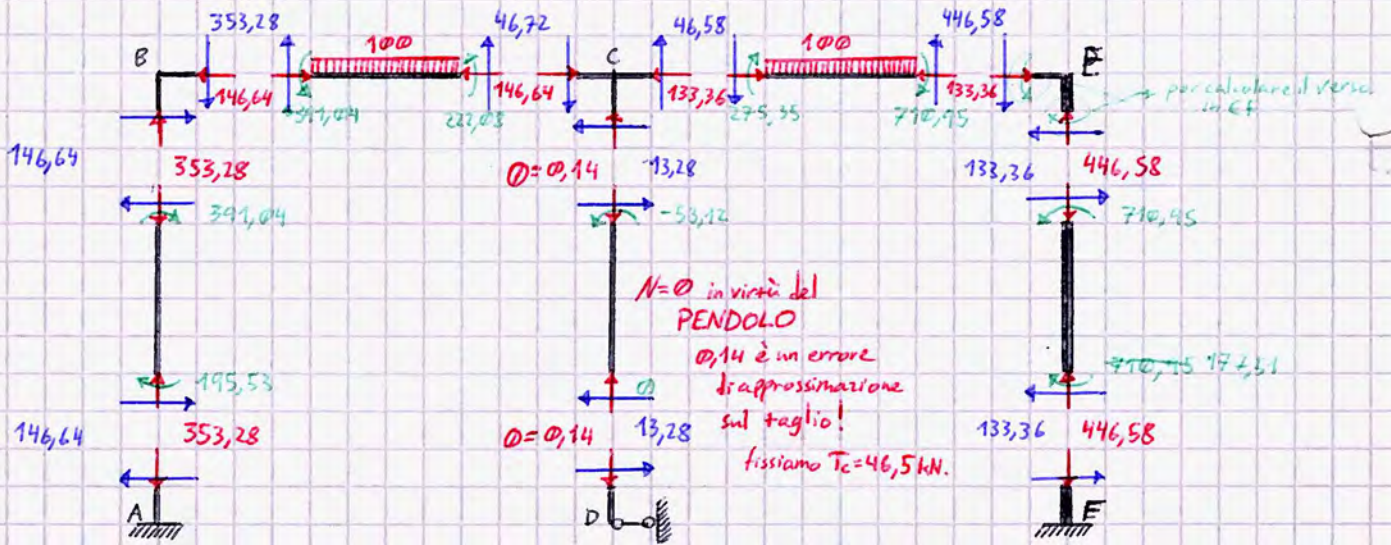 353,28 46,72 46,58 446,58
B 100 C 100 E
146,64 146,64 133,36 133,36
391,04 222,03 275,35 710,95
per calcolare il verso
in Ef
146,64 353,28 0=0,14 13,28 133,36 446,58
391,04 -53,12 710,95
N=0 in virtù del
PENDOLO
0,14 è un errore
di approssimazione
sul taglio!
fissiamo Tc=46,5 kN.
195,53 0 710,95 177,51
146,64 353,28 0=0,14 13,28 133,36 446,58
A D F